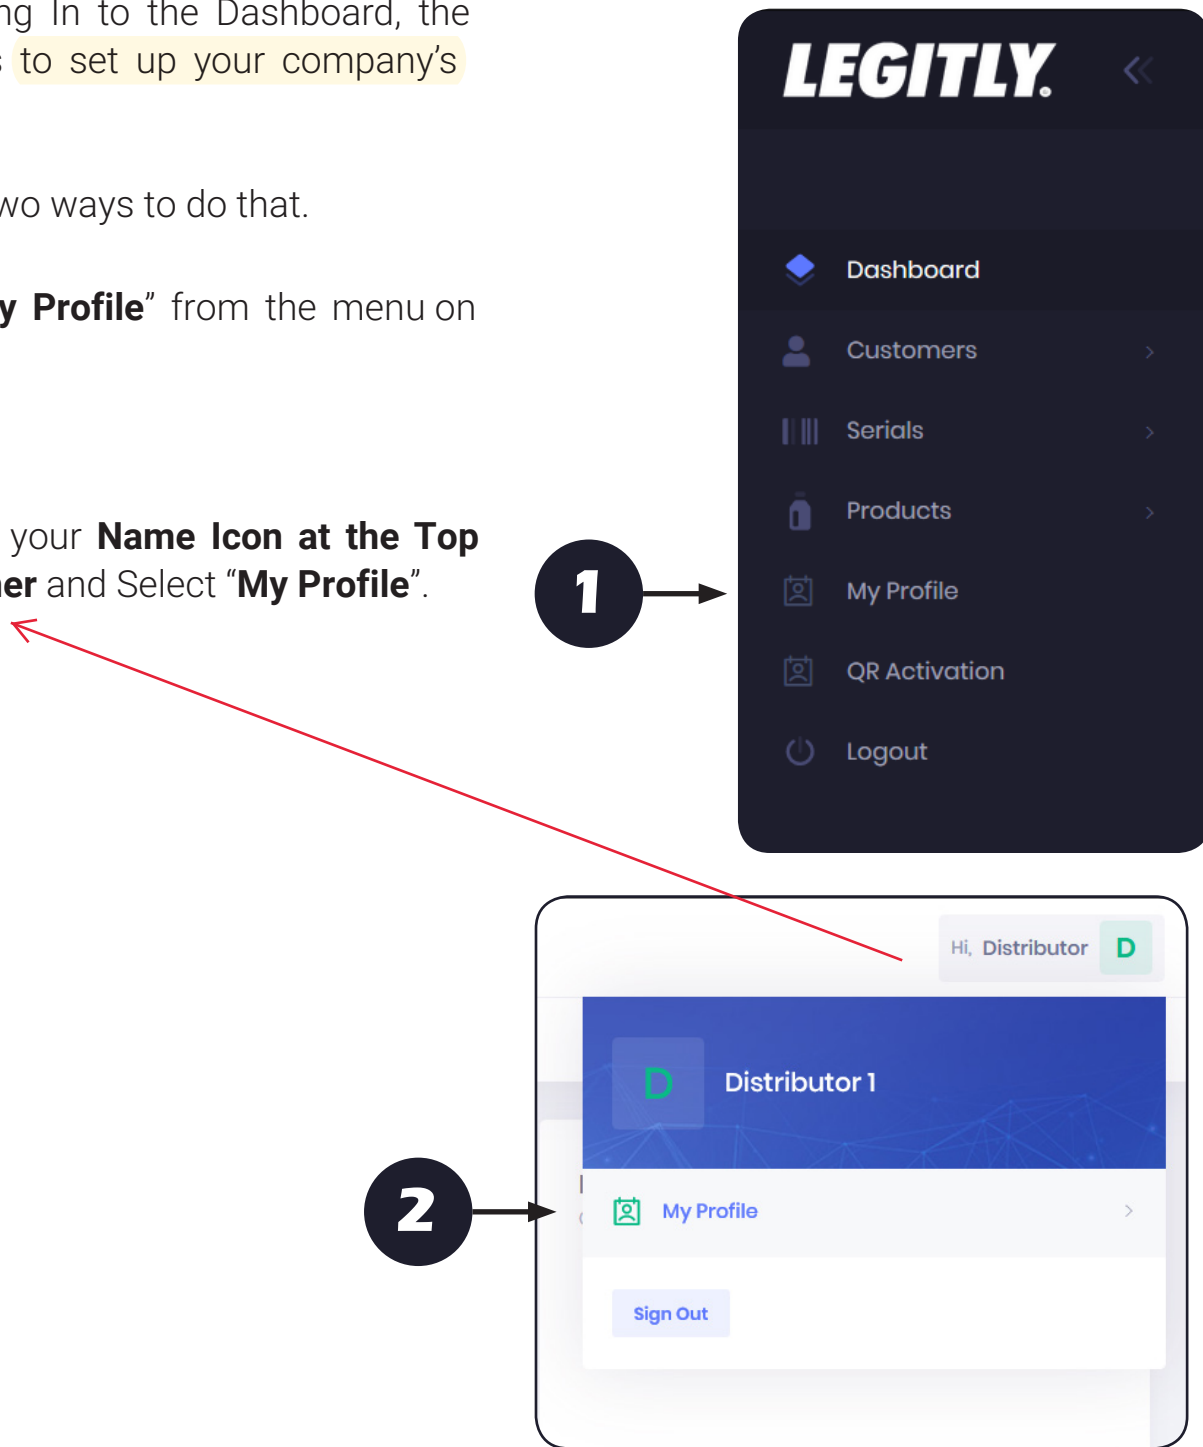 ng In to the Dashboard, the
s to set up your company's
wo ways to do that.
y Profile" from the menu on
your Name Icon at the Top
ner and Select “My Profile”.
LEGITLY.
Dashboard
Customers
Serials
Products
1
My Profile
QR Activation
Logout
Hi, Distributor D
D Distributor 1
2
My Profile
Sign Out